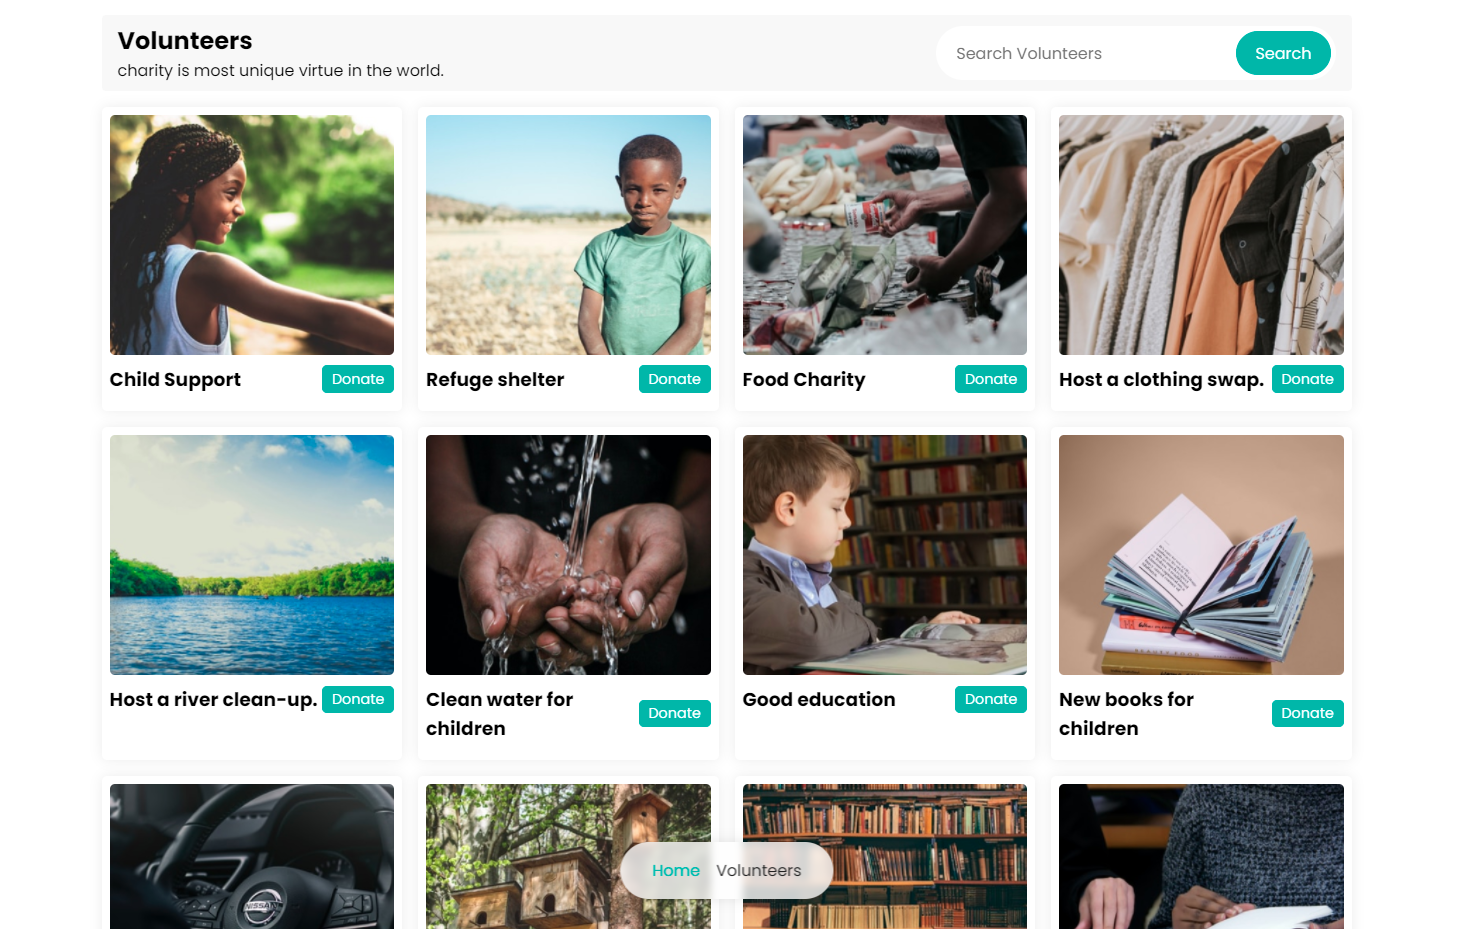 Volunteers
charity is most unique virtue in the world.
Search Volunteers
Search
Child Support
Donate
Refuge shelter
Donate
Food Charity
Donate
Host a clothing swap.
Donate
Host a river clean-up.
Donate
Clean water for
children
Donate
Good education
Donate
New books for
children
Donate
NISSAN
Home
Volunteers